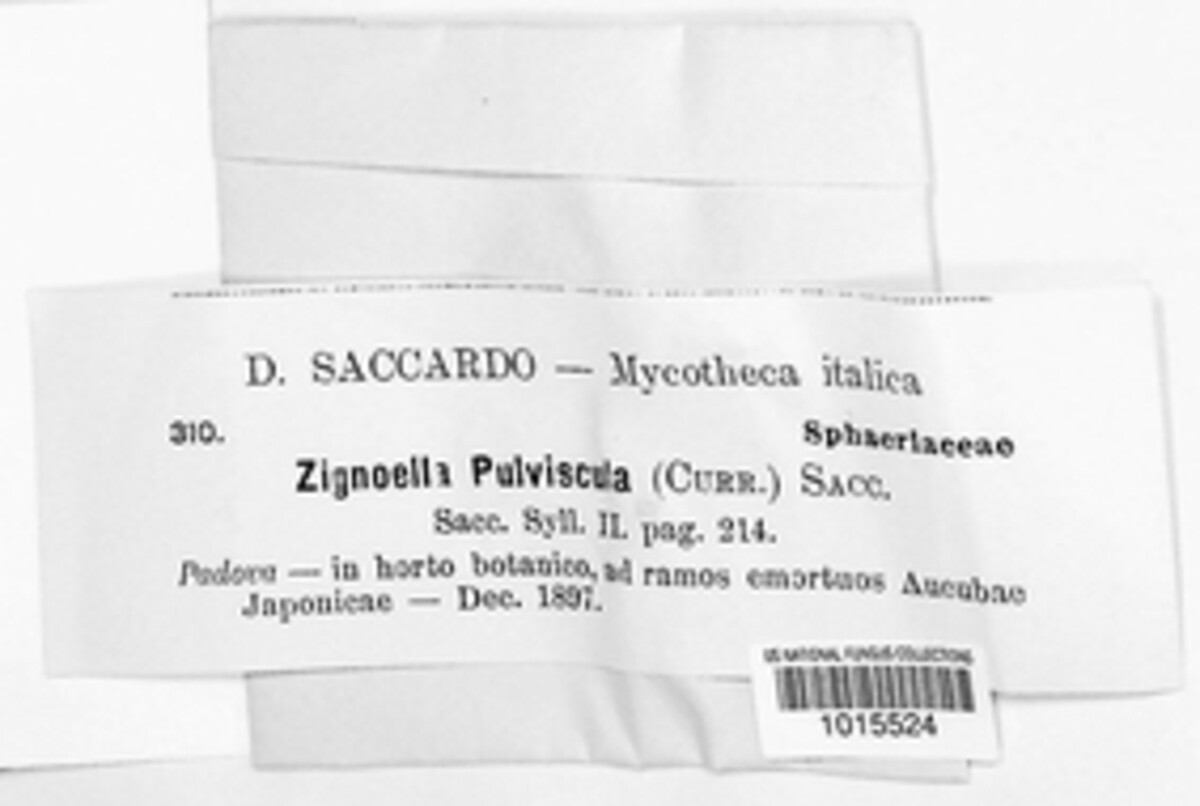 D. SACCARDO — Mycotheca italica
310.
Sphaeriaceae
Zignoella Pulviscula (CURR.) SACC.
Sacc. Syll. II. pag. 214.
Padova — in horto botanico, ad ramos emortuos Aucubae
Japonicae — Dec. 1897.
US NATIONAL FUNGUS COLLECTIONS
1015524